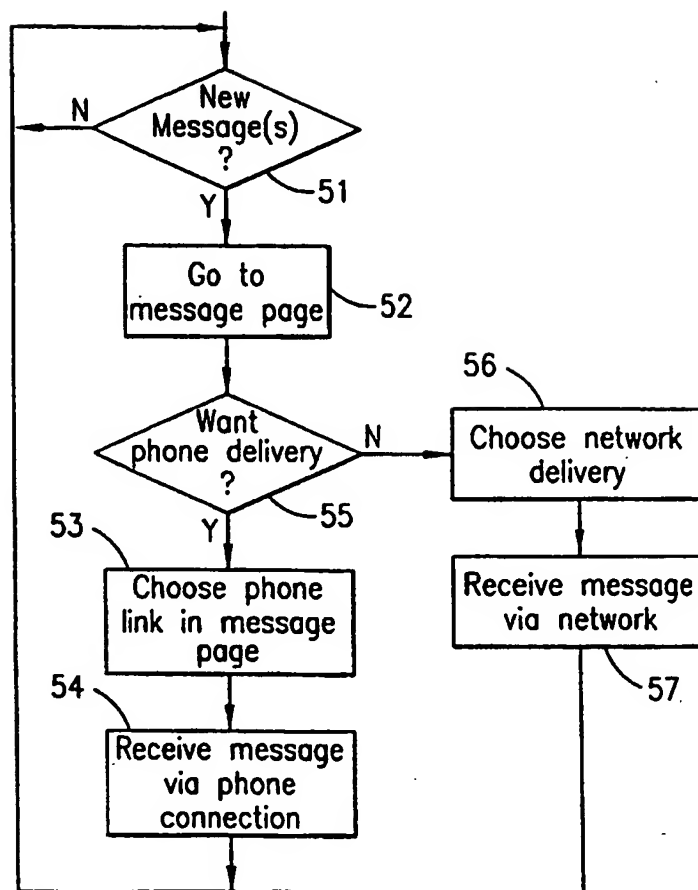 New
Message(s)
?
N
51
Y
Go to
message page
52
Want
phone delivery
?
N
55
Y
56
Choose network
delivery
53
Choose phone
link in message
page
Receive message
via network
57
54
Receive message
via phone
connection